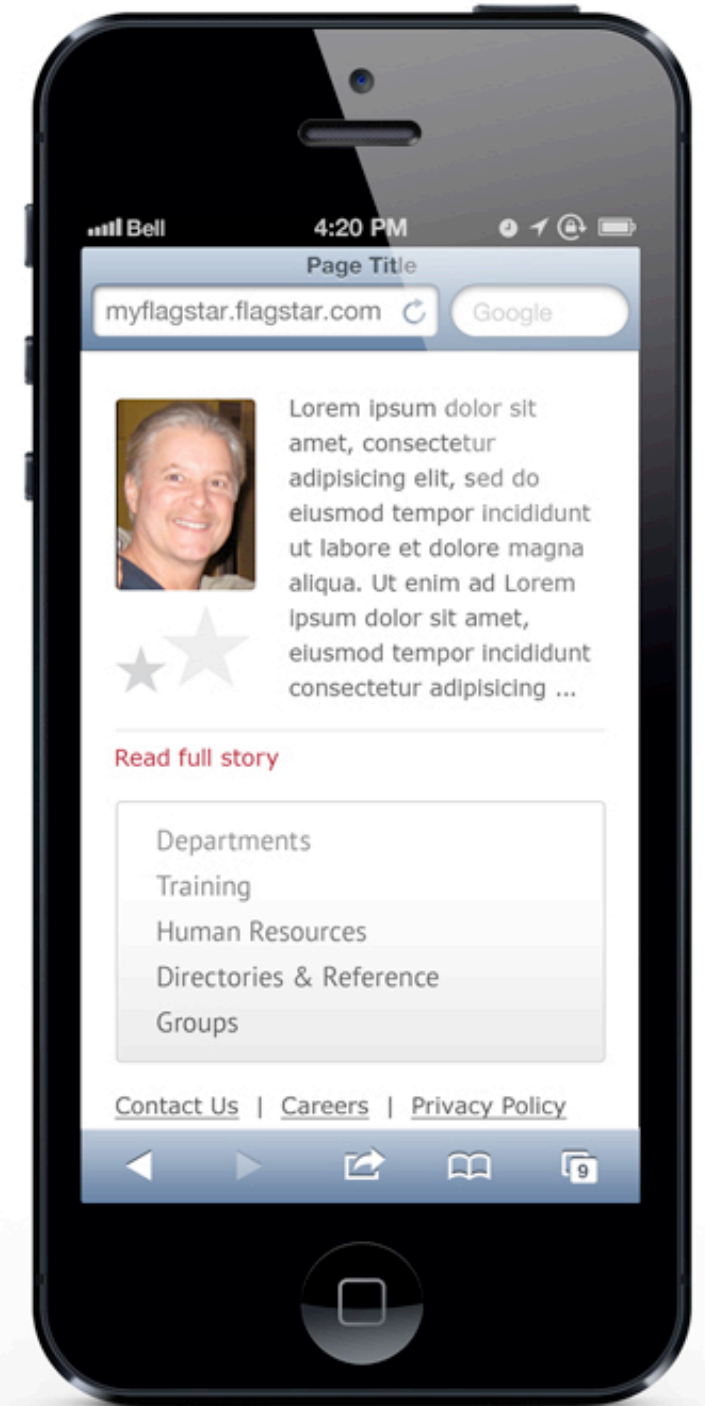 Bell 4:20 PM
Page Title
myflagstar.flagstar.com Google
Lorem ipsum dolor sit
amet, consectetur
adipisicing elit, sed do
eiusmod tempor incididunt
ut labore et dolore magna
aliqua. Ut enim ad Lorem
ipsum dolor sit amet,
eiusmod tempor incididunt
consectetur adipisicing ...
Read full story
Departments
Training
Human Resources
Directories & Reference
Groups
Contact Us | Careers | Privacy Policy
9